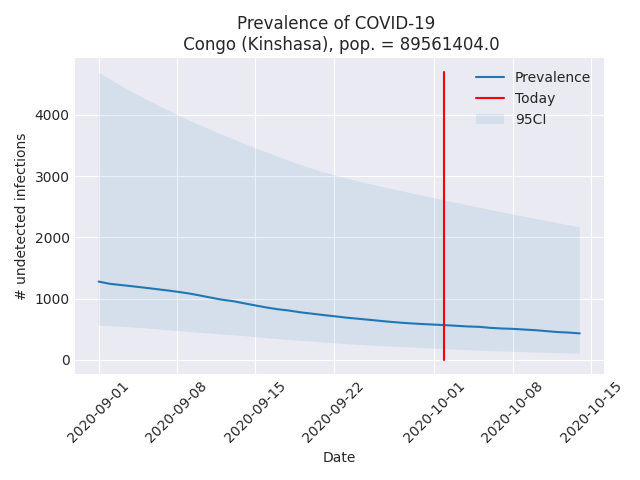 Prevalence of COVID-19
Congo (Kinshasa), pop. = 89561404.0
Prevalence
Today
95CI
# undetected infections
4000
3000
2000
1000
0
2020-09-01
2020-09-08
2020-09-15
2020-09-22
2020-10-01
2020-10-08
2020-10-15
Date